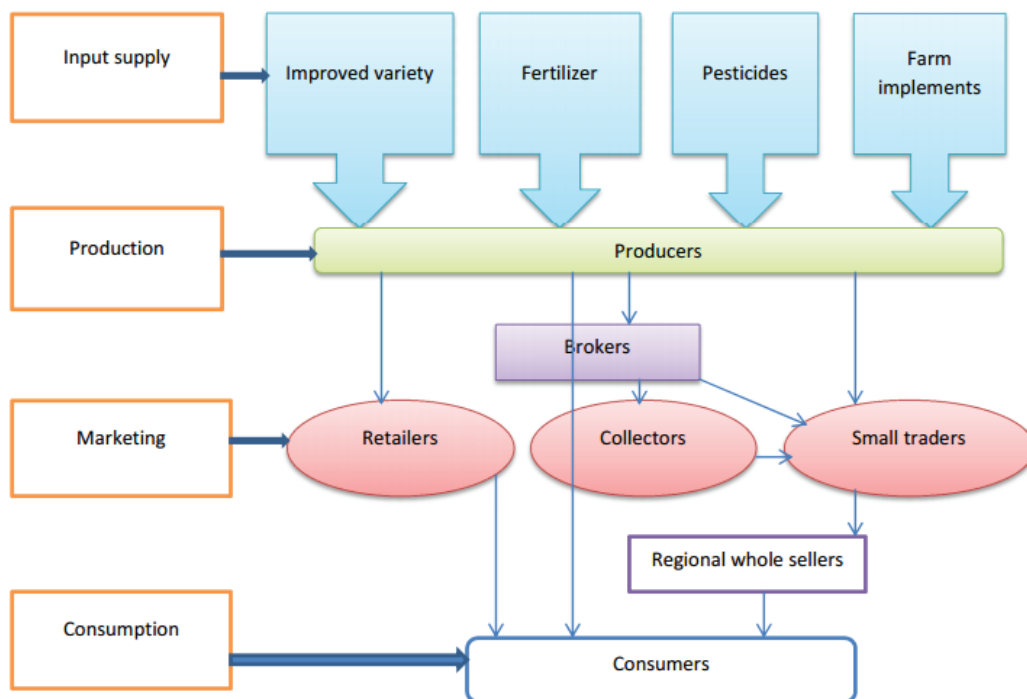 Input supply
Improved variety
Fertilizer
Pesticides
Farm
implements
Production
Producers
Brokers
Marketing
Retailers
Collectors
Small traders
Regional whole sellers
Consumption
Consumers